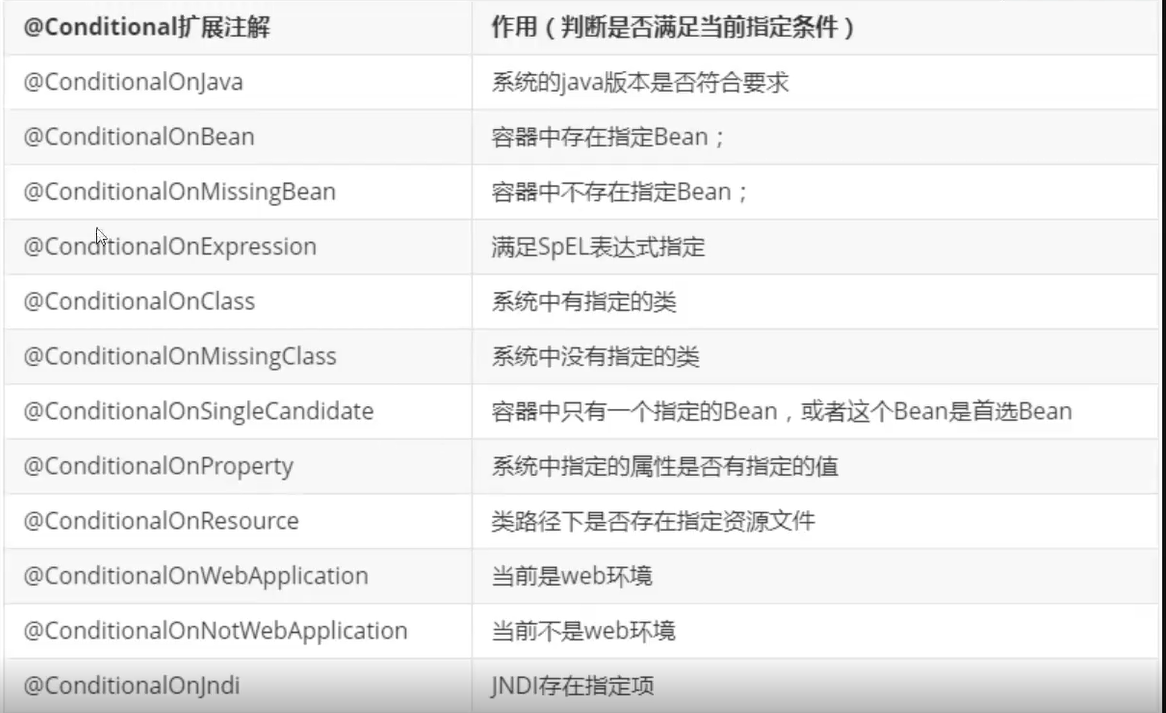 @Conditional扩展注解 作用（判断是否满足当前指定条件）
@ConditionalOnJava 系统的java版本是否符合要求
@ConditionalOnBean 容器中存在指定Bean；
@ConditionalOnMissingBean 容器中不存在指定Bean；
@ConditionalOnExpression 满足SpEL表达式指定
@ConditionalOnClass 系统中有指定的类
@ConditionalOnMissingClass 系统中没有指定的类
@ConditionalOnSingleCandidate 容器中只有一个指定的Bean，或者这个Bean是首选Bean
@ConditionalOnProperty 系统中指定的属性是否有指定的值
@ConditionalOnResource 类路径下是否存在指定资源文件
@ConditionalOnWebApplication 当前是web环境
@ConditionalOnNotWebApplication 当前不是web环境
@ConditionalOnJndi JNDI存在指定项